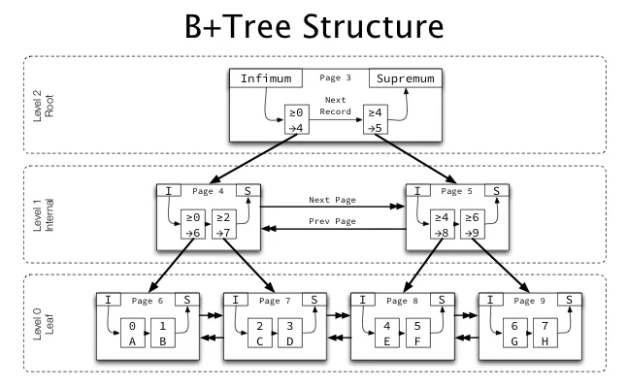 B+Tree Structure
Level 2
Root
Infimum
Page 3
Supremum
Next
Record
≥0
→4
≥4
→5
Level 1
Internal
I
Page 4
S
≥0
→6
≥2
→7
Next Page
Prev Page
I
Page 5
S
≥4
→8
≥6
→9
Level 0
Leaf
I
Page 6
S
0
A
1
B
I
Page 7
S
2
C
3
D
I
Page 8
S
4
E
5
F
I
Page 9
S
6
G
7
H